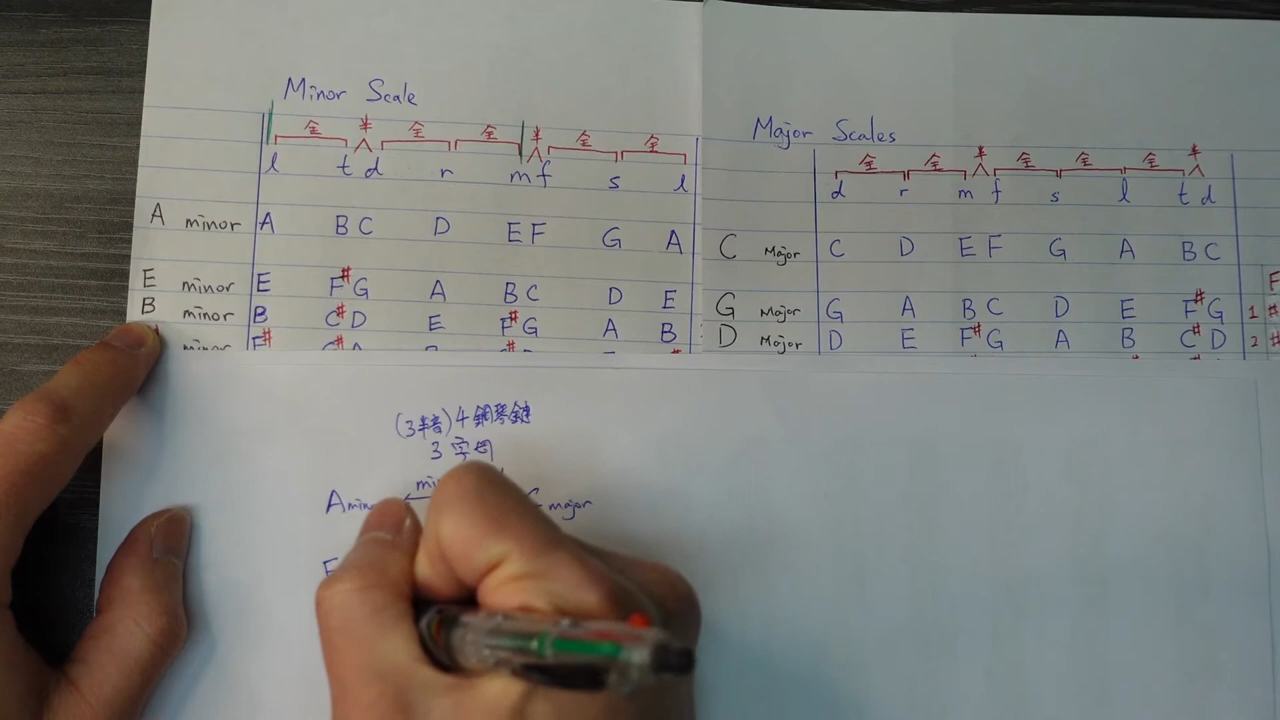 Minor Scale
全 半 全 全 半 全 全
l t d r m f s l
A minor A B C D E F G A
E minor E F# G A B C D E
B minor B C# D E F# G A B
minor F#
Major Scales
全 全 半 全 全 全 半
d r m f s l t d
C Major C D E F G A B C
G Major G A B C D E F# G 1 #
D Major D E F# G A B C# D 2 #
(3半音) 4鋼琴鍵
3 字母
A C major